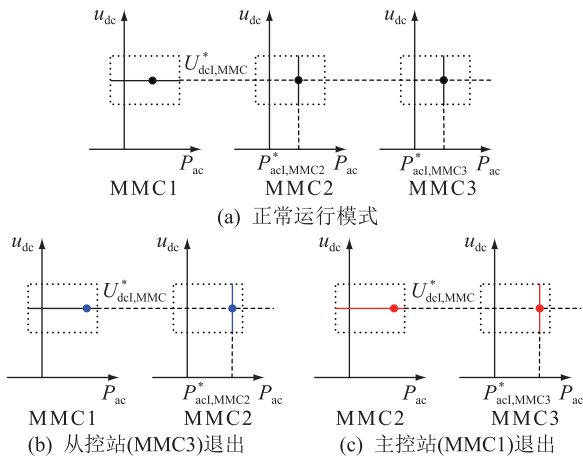 u_dc u_dc u_dc
U*_dcI,MMC
P_ac P*_acI,MMC2 P_ac P*_acI,MMC3 P_ac
MMC1 MMC2 MMC3
(a) 正常运行模式
u_dc u_dc u_dc u_dc
U*_dcI,MMC U*_dcI,MMC
P_ac P*_acI,MMC2 P_ac P_ac P*_acI,MMC3 P_ac
MMC1 MMC2 MMC2 MMC3
(b) 从控站(MMC3)退出 (c) 主控站(MMC1)退出